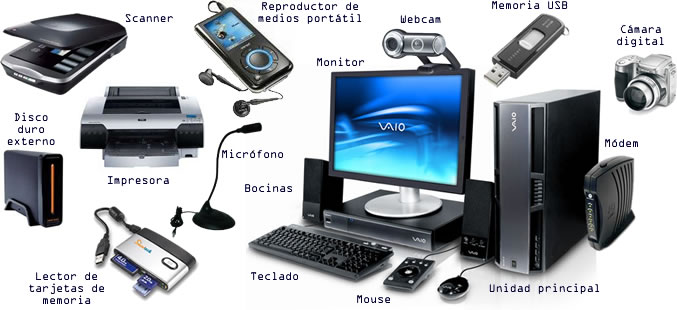 Scanner
Reproductor de
medios portátil
Webcam
Memoria USB
Cámara
digital
Monitor
Disco
duro
externo
VAIO
VAIO
Micrófono
Módem
Impresora
Bocinas
VAIO
Lector de
tarjetas de
memoria
Teclado
Mouse
Unidad principal